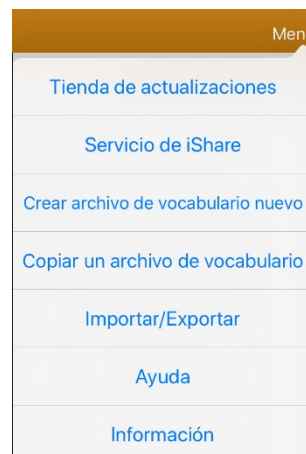 Men
Tienda de actualizaciones
Servicio de iShare
Crear archivo de vocabulario nuevo
Copiar un archivo de vocabulario
Importar/Exportar
Ayuda
Información